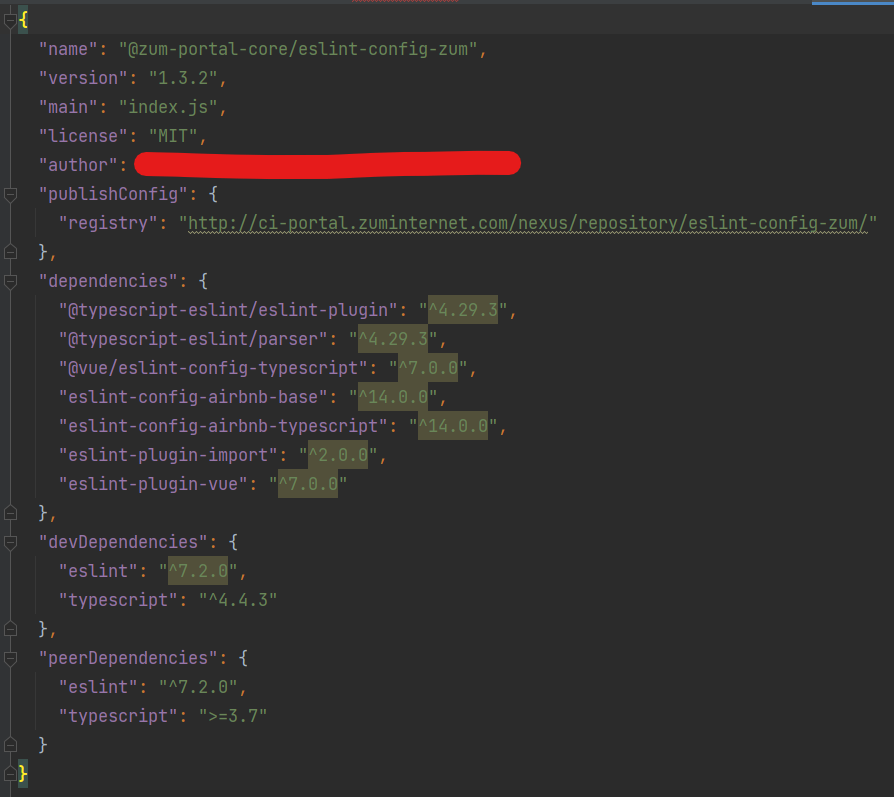 {
"name": "@zum-portal-core/eslint-config-zum",
"version": "1.3.2",
"main": "index.js",
"license": "MIT",
"author":
"publishConfig": {
"registry": "http://ci-portal.zuminternet.com/nexus/repository/eslint-config-zum/"
},
"dependencies": {
"@typescript-eslint/eslint-plugin": "^4.29.3",
"@typescript-eslint/parser": "^4.29.3",
"@vue/eslint-config-typescript": "^7.0.0",
"eslint-config-airbnb-base": "^14.0.0",
"eslint-config-airbnb-typescript": "^14.0.0",
"eslint-plugin-import": "^2.0.0",
"eslint-plugin-vue": "^7.0.0"
},
"devDependencies": {
"eslint": "^7.2.0",
"typescript": "^4.4.3"
},
"peerDependencies": {
"eslint": "^7.2.0",
"typescript": ">=3.7"
}
}